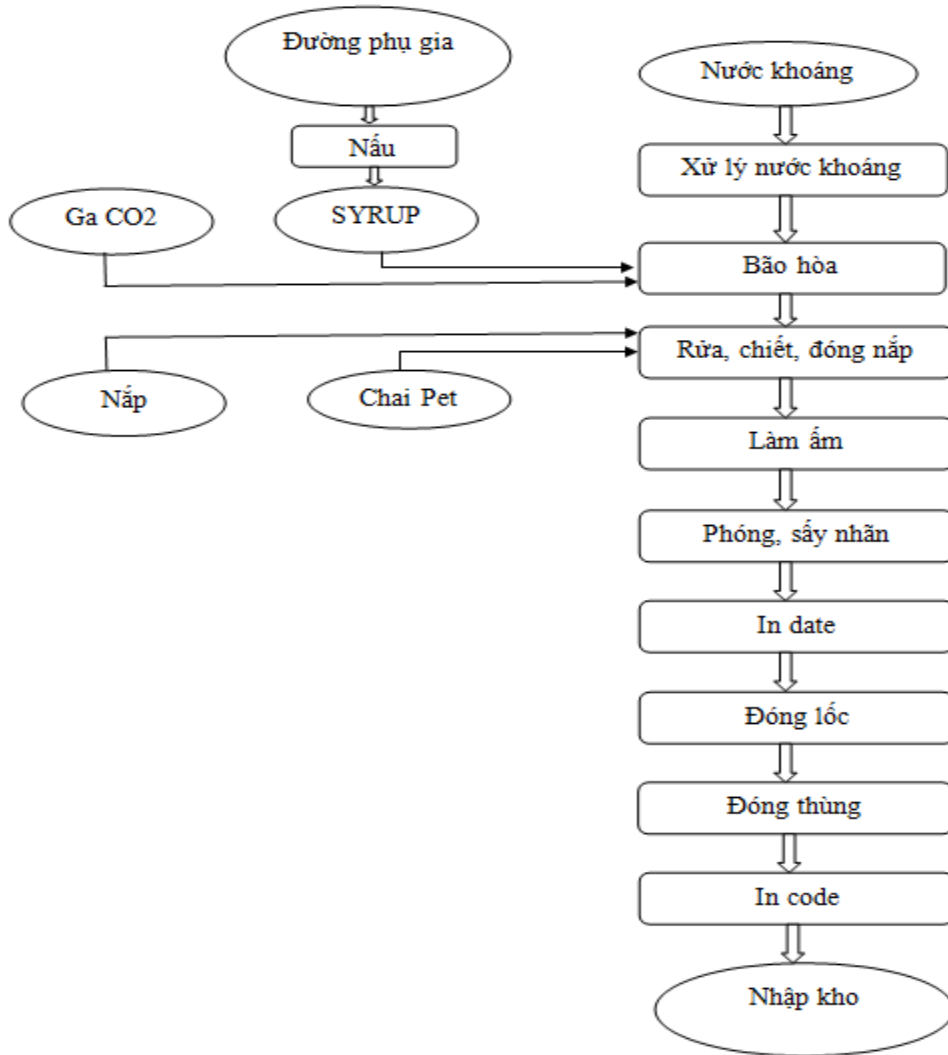 Đường phụ gia
Nước khoáng
Nấu
Xử lý nước khoáng
Ga CO2
SYRUP
Bão hòa
Rửa, chiết, đóng nắp
Nắp
Chai Pet
Làm ấm
Phóng, sấy nhãn
In date
Đóng lốc
Đóng thùng
In code
Nhập kho